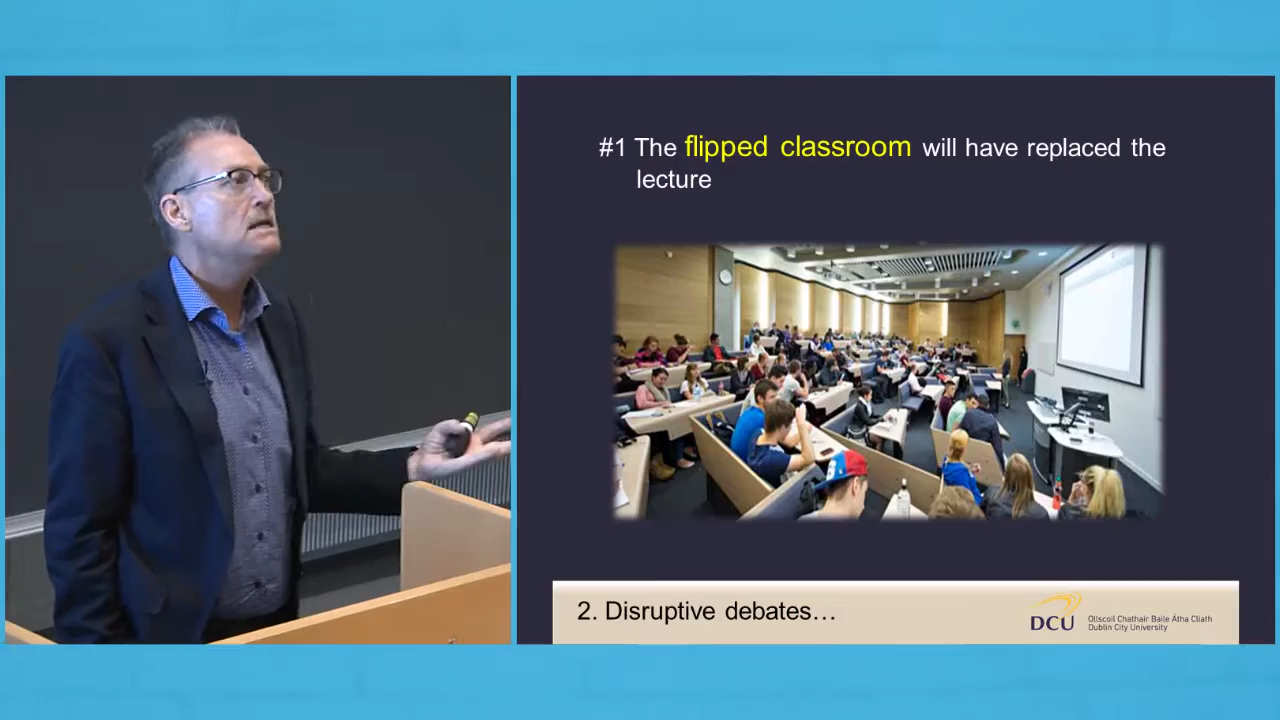 #1 The flipped classroom will have replaced the
lecture
2. Disruptive debates…
DCU
Ollscoil Chathair Bhaile Átha Cliath
Dublin City University